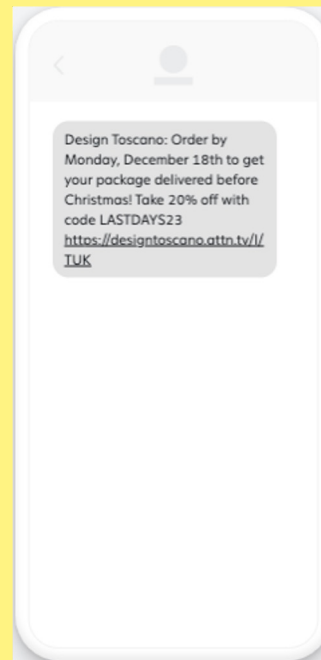 Design Toscano: Order by
Monday, December 18th to get
your package delivered before
Christmas! Take 20% off with
code LASTDAYS23
https://designtoscano.attn.tv/l/
TUK